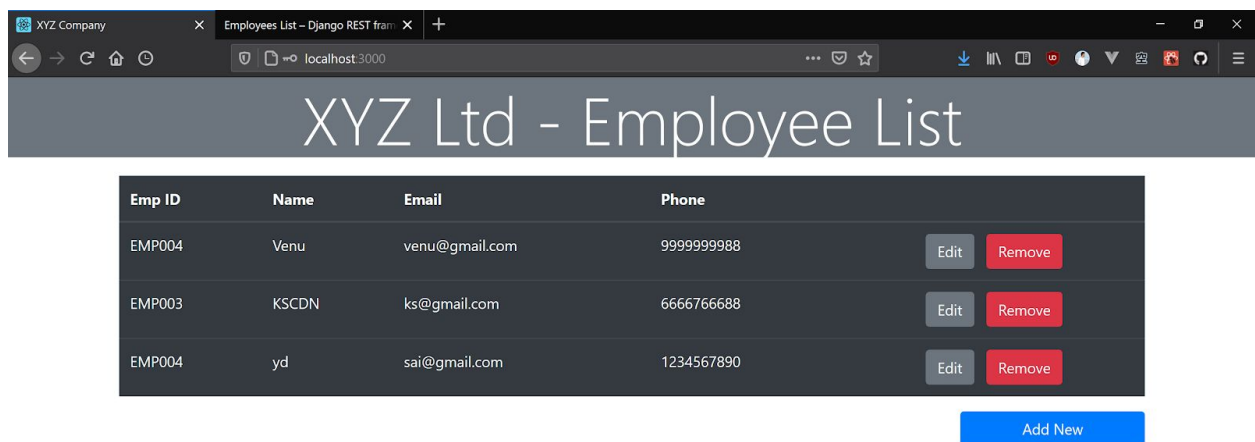 XYZ Company Employees List – Django REST fram
localhost:3000
XYZ Ltd - Employee List
Emp ID Name Email Phone
EMP004 Venu venu@gmail.com 9999999988 Edit Remove
EMP003 KSCDN ks@gmail.com 6666766688 Edit Remove
EMP004 yd sai@gmail.com 1234567890 Edit Remove
Add New